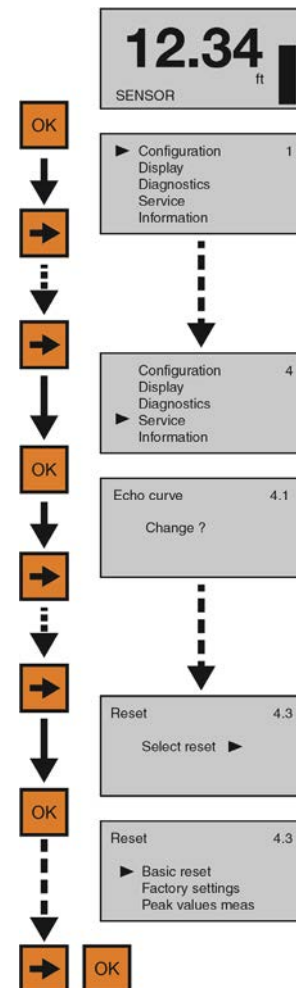 12.34
ft
SENSOR
OK
Configuration 1
Display
Diagnostics
Service
Information
Configuration 4
Display
Diagnostics
Service
Information
OK
Echo curve 4.1
Change ?
Reset 4.3
Select reset
OK
Reset 4.3
Basic reset
Factory settings
Peak values meas
OK